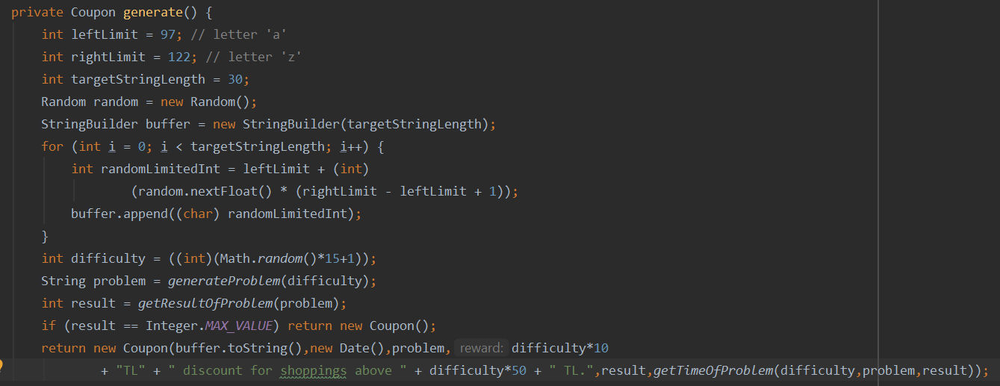 private Coupon generate() {
int leftLimit = 97; // letter 'a'
int rightLimit = 122; // letter 'z'
int targetStringLength = 30;
Random random = new Random();
StringBuilder buffer = new StringBuilder(targetStringLength);
for (int i = 0; i < targetStringLength; i++) {
int randomLimitedInt = leftLimit + (int)
(random.nextFloat() * (rightLimit - leftLimit + 1));
buffer.append((char) randomLimitedInt);
}
int difficulty = ((int)(Math.random()*15+1));
String problem = generateProblem(difficulty);
int result = getResultOfProblem(problem);
if (result == Integer.MAX_VALUE) return new Coupon();
return new Coupon(buffer.toString(),new Date(),problem, reward: difficulty*10
+ "TL" + " discount for shoppings above " + difficulty*50 + " TL.",result,getTimeOfProblem(difficulty,problem,result));